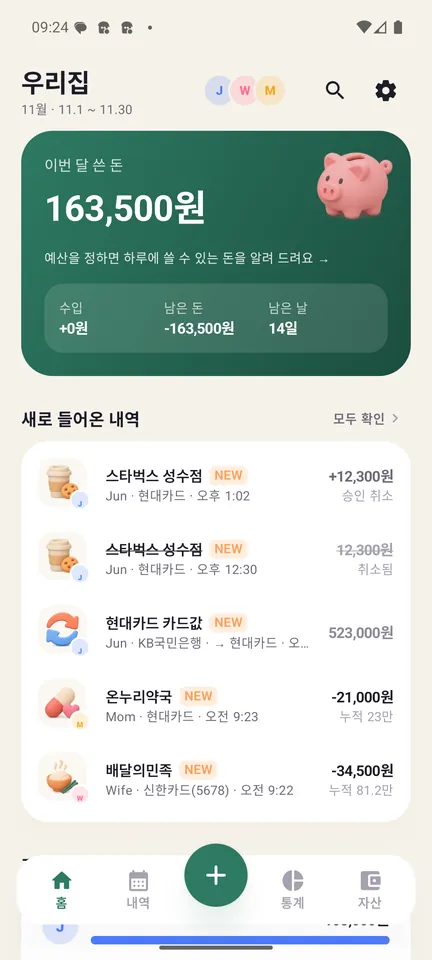 09:24
우리집
J W M
11월 · 11.1 ~ 11.30
이번 달 쓴 돈
163,500원
예산을 정하면 하루에 쓸 수 있는 돈을 알려 드려요 →
수입 남은 돈 남은 날
+0원 -163,500원 14일
새로 들어온 내역 모두 확인 >
스타벅스 성수점 NEW +12,300원
J Jun · 현대카드 · 오후 1:02 승인 취소
스타벅스 성수점 NEW 12,300원
J Jun · 현대카드 · 오후 12:30 취소됨
현대카드 카드값 NEW 523,000원
J Jun · KB국민은행 · → 현대카드 · 오...
온누리약국 NEW -21,000원
M Mom · 현대카드 · 오전 9:23 누적 23만
배달의민족 NEW -34,500원
W Wife · 신한카드(5678) · 오전 9:22 누적 81.2만
홈 내역 + 통계 자산
J